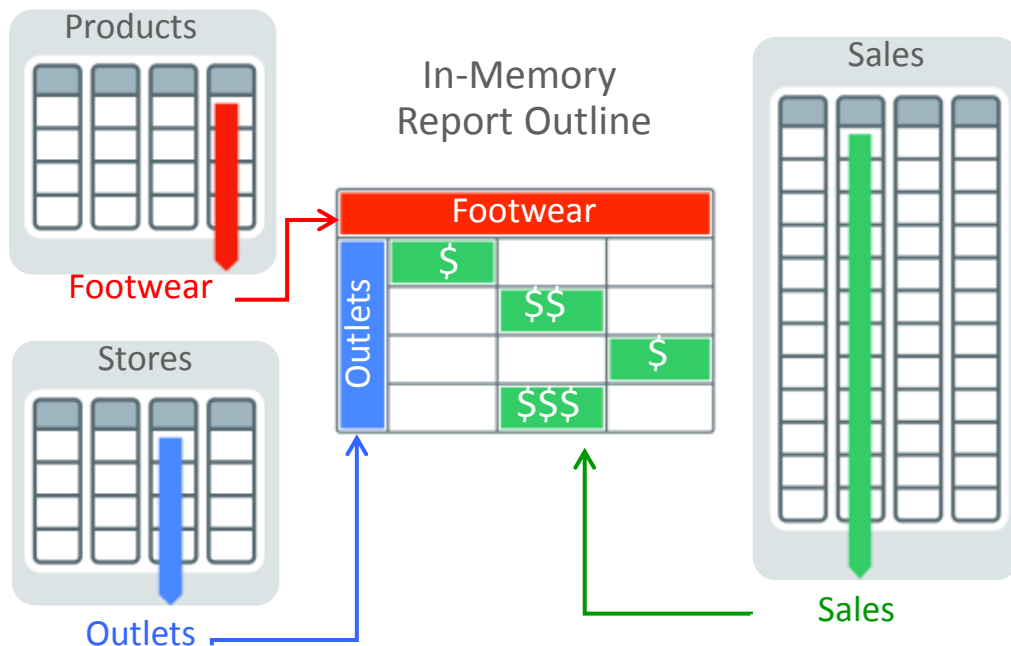 Products
Footwear
Stores
Outlets
In-Memory
Report Outline
Footwear
Outlets
$
$$
$
$$$
Sales
Sales